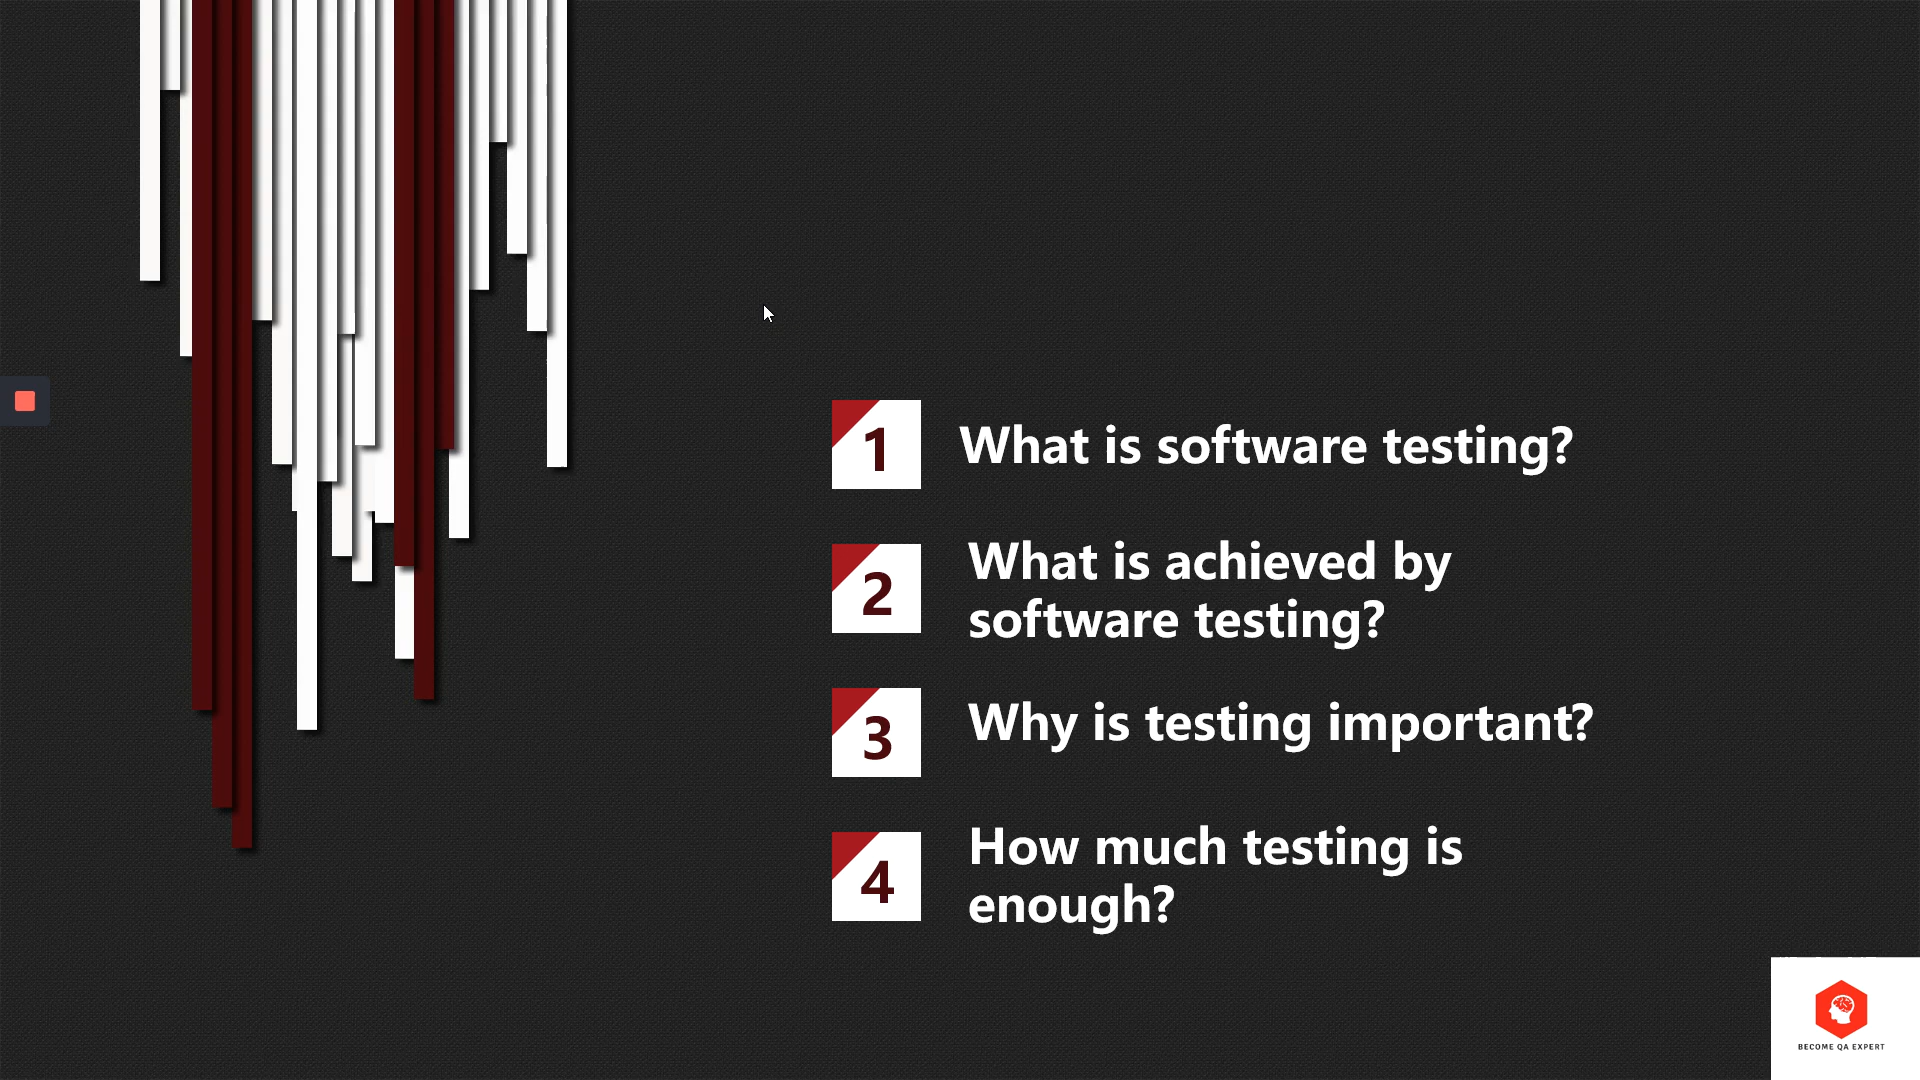 1 What is software testing?
2 What is achieved by
software testing?
3 Why is testing important?
4 How much testing is
enough?
BECOME QA EXPERT